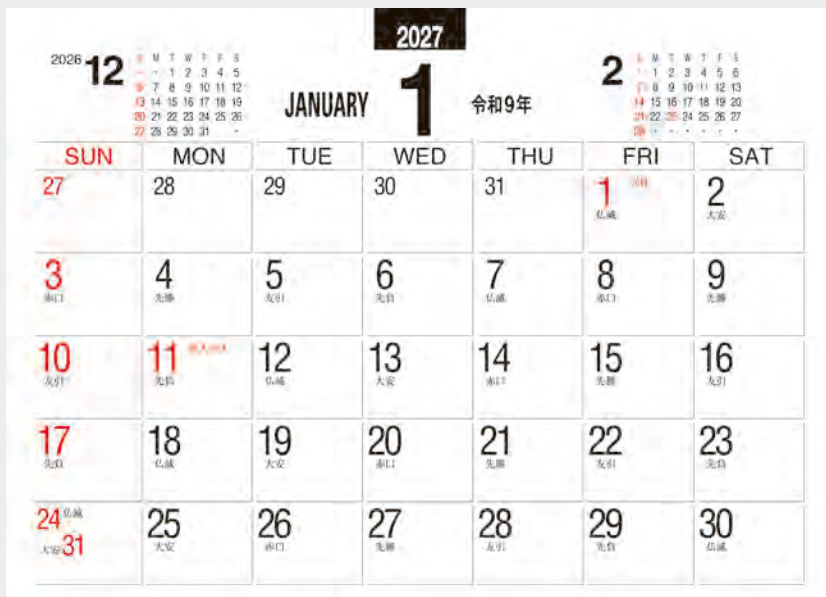 2027
2026 12
S M T W T F S
1 2 3 4 5
6 7 8 9 10 11 12
13 14 15 16 17 18 19
20 21 22 23 24 25 26
27 28 29 30 31
JANUARY 1 令和9年
2
S M T W T F S
1 2 3 4 5 6
7 8 9 10 11 12 13
14 15 16 17 18 19 20
21 22 23 24 25 26 27
28
SUN MON TUE WED THU FRI SAT
27 28 29 30 31 1 2
仏滅 大安
3 4 5 6 7 8 9
赤口 先勝 友引 先負 仏滅 赤口 先勝
10 11 12 13 14 15 16
友引 先負 仏滅 大安 赤口 先勝 友引
17 18 19 20 21 22 23
先負 仏滅 大安 赤口 先勝 友引 先負
24 仏滅 25 26 27 28 29 30
大安 31 大安 赤口 先勝 友引 先負 仏滅